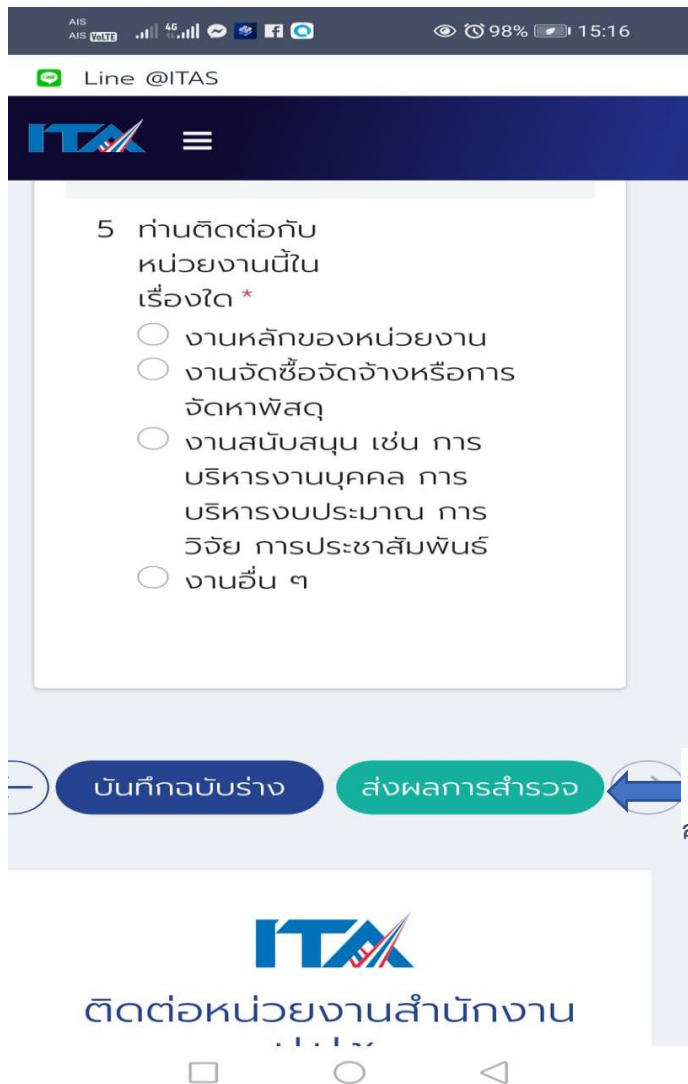 AIS
AIS VoLTE 4G 98% 15:16
Line @ITAS
ITA
5 ท่านติดต่อกับ
หน่วยงานนี้ใน
เรื่องใด *
งานหลักของหน่วยงาน
งานจัดซื้อจัดจ้างหรือการ
จัดหาพัสดุ
งานสนับสนุน เช่น การ
บริหารงานบุคคล การ
บริหารงบประมาณ การ
วิจัย การประชาสัมพันธ์
งานอื่น ๆ
บันทึกฉบับร่าง ส่งผลการสำรวจ
ITA
ติดต่อหน่วยงานสำนักงาน